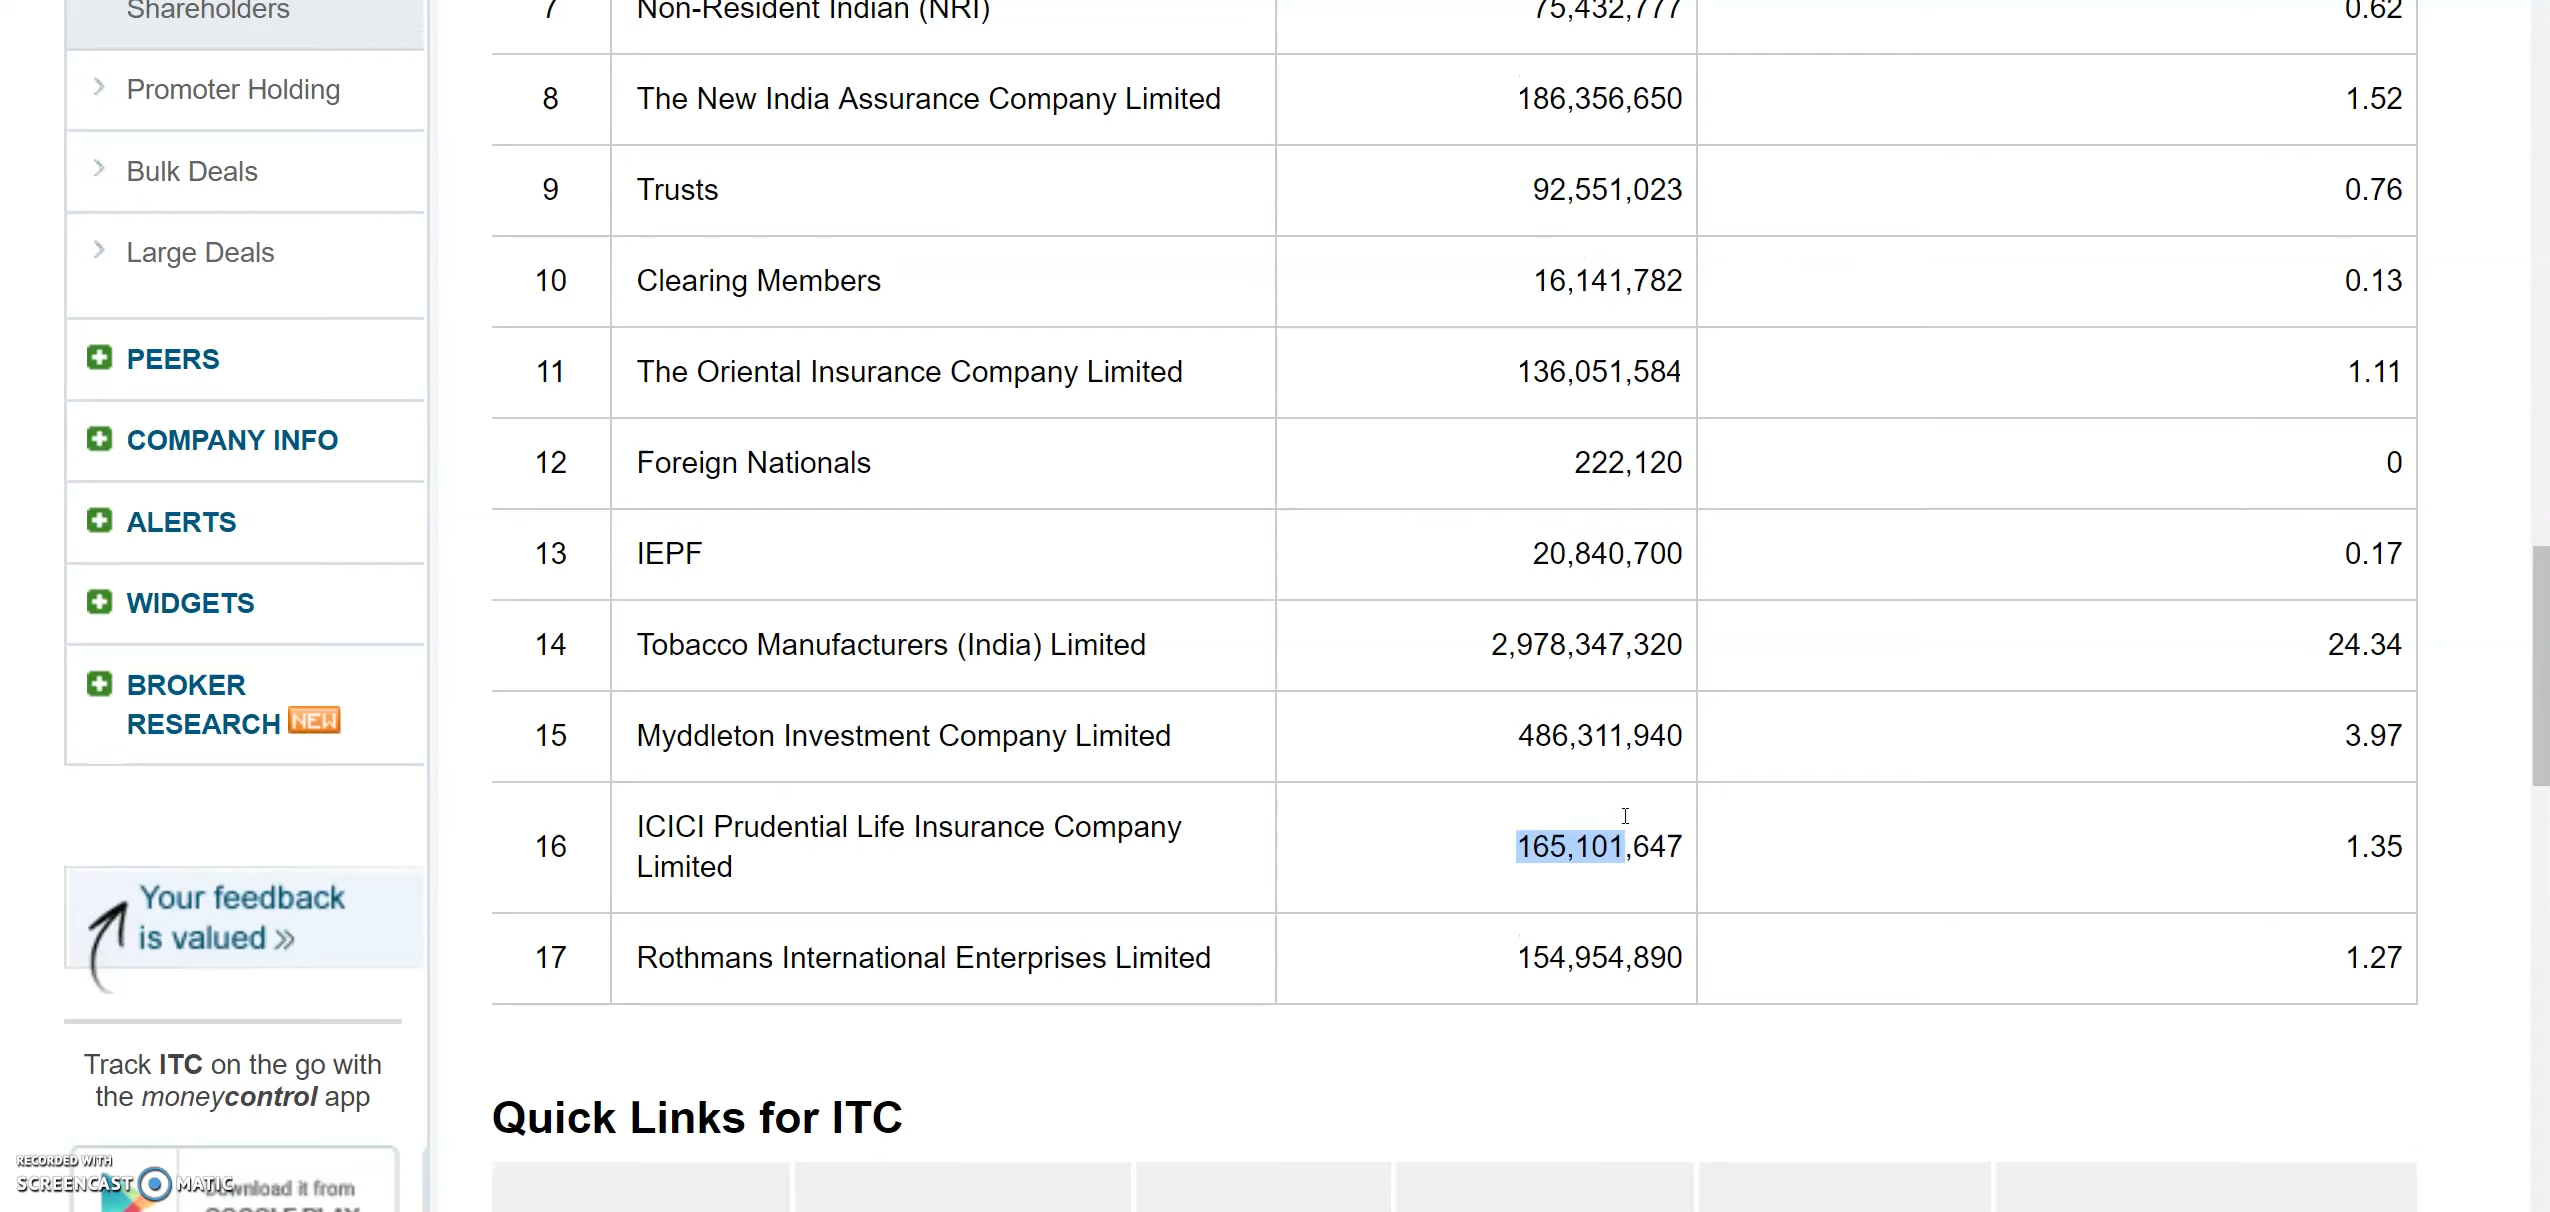 Shareholders
Promoter Holding
Bulk Deals
Large Deals
PEERS
COMPANY INFO
ALERTS
WIDGETS
BROKER
RESEARCH NEW
Your feedback
is valued »
Track ITC on the go with
the moneycontrol app
Download it from
GOOGLE PLAY
RECORDED WITH
SCREENCAST MATIC
7 Non-Resident Indian (NRI) 75,432,777 0.62
8 The New India Assurance Company Limited 186,356,650 1.52
9 Trusts 92,551,023 0.76
10 Clearing Members 16,141,782 0.13
11 The Oriental Insurance Company Limited 136,051,584 1.11
12 Foreign Nationals 222,120 0
13 IEPF 20,840,700 0.17
14 Tobacco Manufacturers (India) Limited 2,978,347,320 24.34
15 Myddleton Investment Company Limited 486,311,940 3.97
16 ICICI Prudential Life Insurance Company 165,101,647 1.35
Limited
17 Rothmans International Enterprises Limited 154,954,890 1.27
Quick Links for ITC